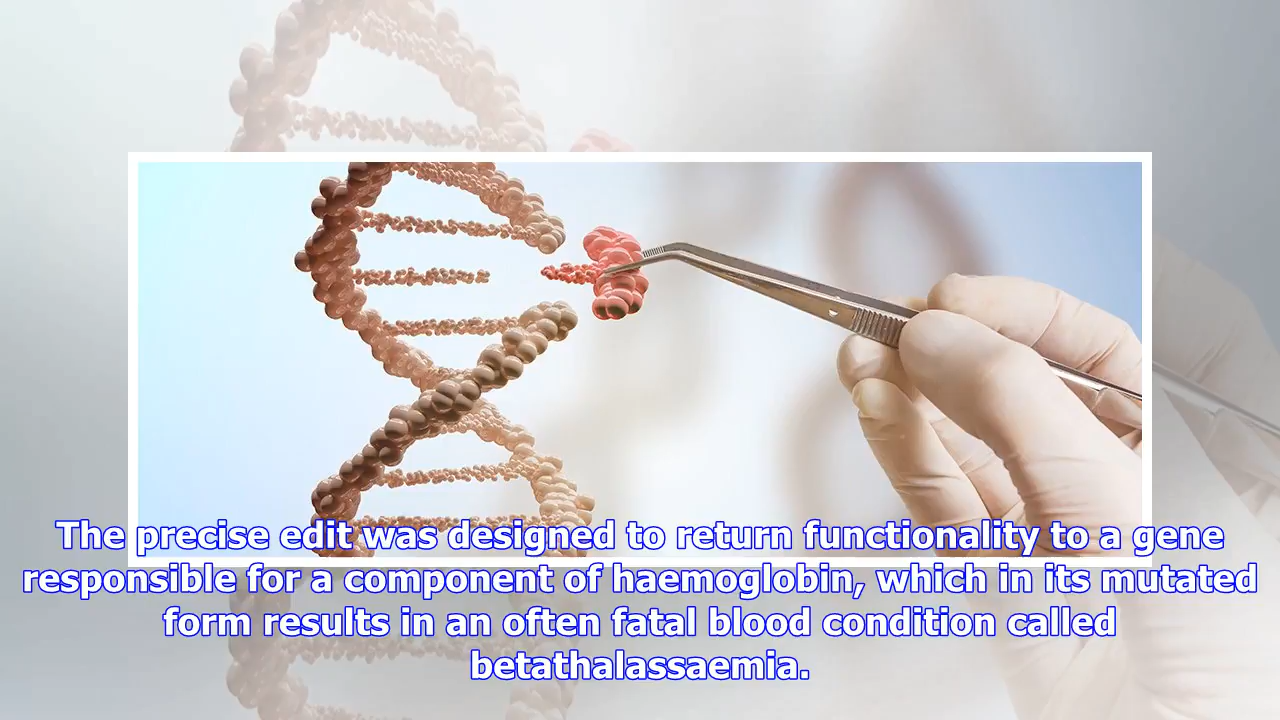 The precise edit was designed to return functionality to a gene
responsible for a component of haemoglobin, which in its mutated
form results in an often fatal blood condition called
betathalassaemia.